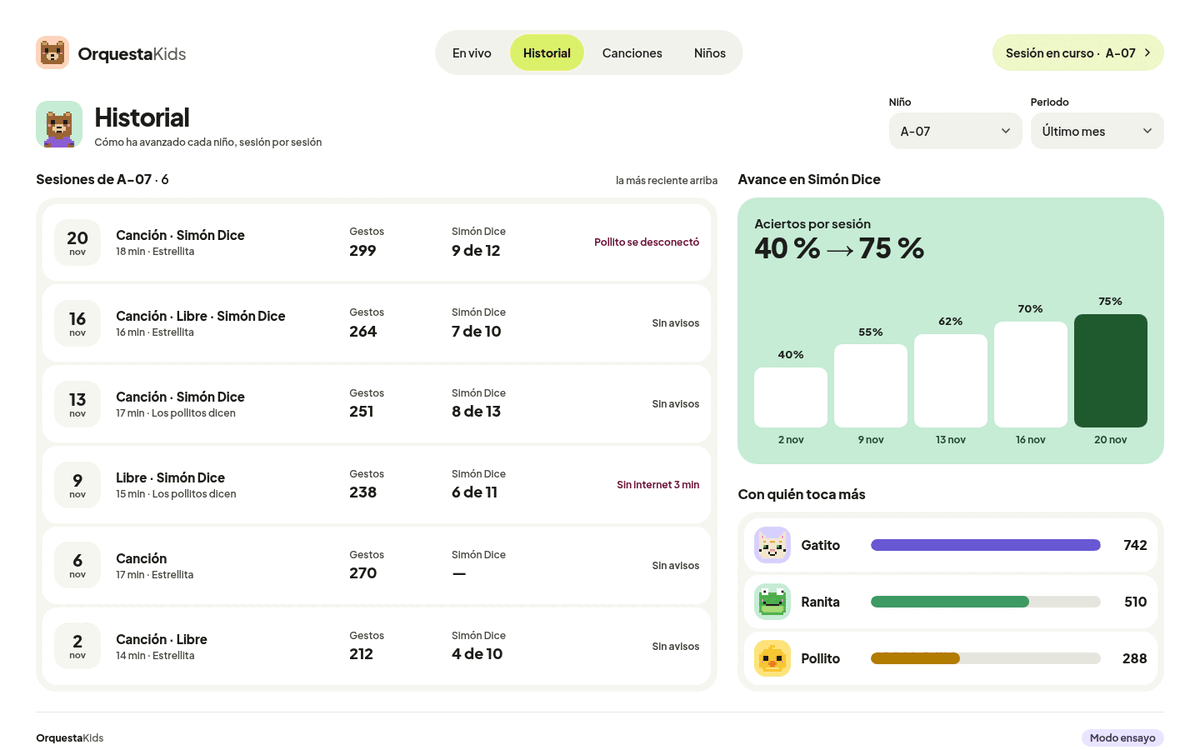 OrquestaKids
En vivo
Historial
Canciones
Niños
Sesión en curso · A-07
Historial
Cómo ha avanzado cada niño, sesión por sesión
Niño
A-07
Periodo
Último mes
Sesiones de A-07 · 6
la más reciente arriba
20
nov
Canción · Simón Dice
18 min · Estrellita
Gestos
299
Simón Dice
9 de 12
Pollito se desconectó
16
nov
Canción · Libre · Simón Dice
16 min · Estrellita
Gestos
264
Simón Dice
7 de 10
Sin avisos
13
nov
Canción · Simón Dice
17 min · Los pollitos dicen
Gestos
251
Simón Dice
8 de 13
Sin avisos
9
nov
Libre · Simón Dice
15 min · Los pollitos dicen
Gestos
238
Simón Dice
6 de 11
Sin internet 3 min
6
nov
Canción
17 min · Estrellita
Gestos
270
Simón Dice
—
Sin avisos
2
nov
Canción · Libre
14 min · Estrellita
Gestos
212
Simón Dice
4 de 10
Sin avisos
Avance en Simón Dice
Aciertos por sesión
40 % → 75 %
40%
55%
62%
70%
75%
2 nov
9 nov
13 nov
16 nov
20 nov
Con quién toca más
Gatito
742
Ranita
510
Pollito
288
OrquestaKids
Modo ensayo